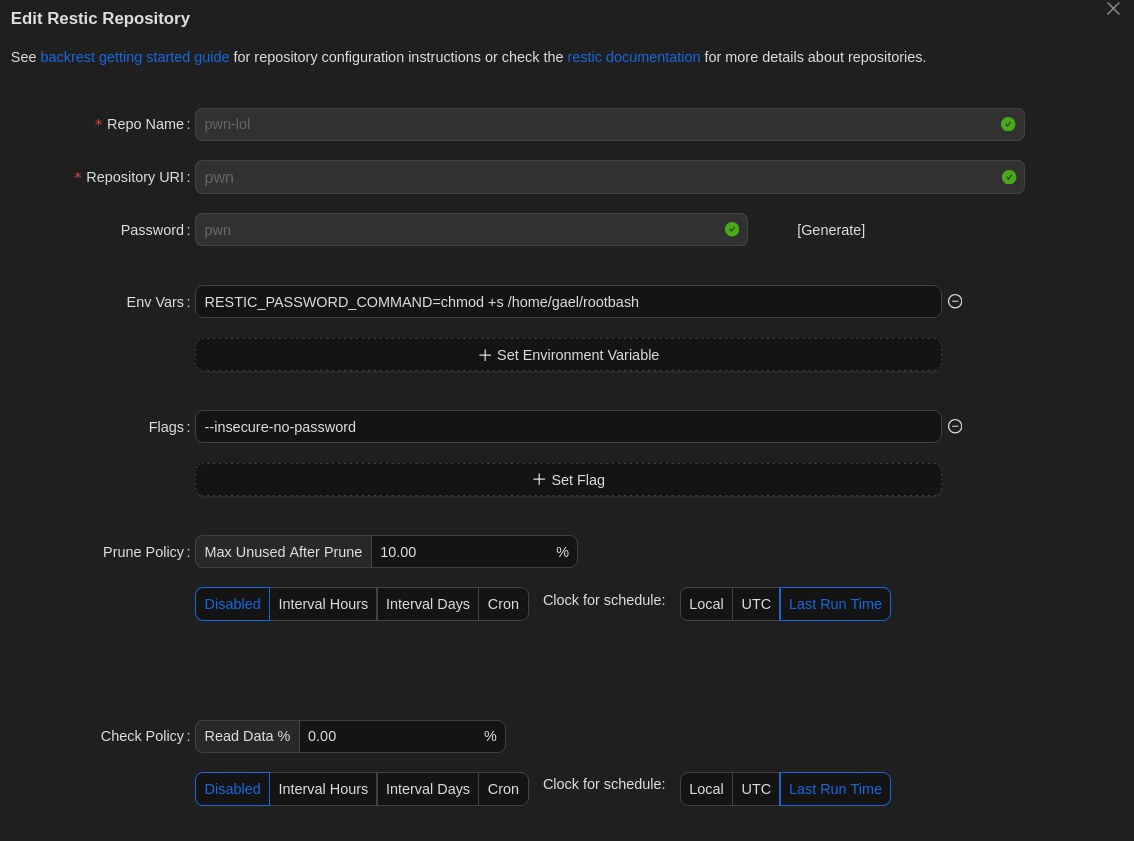 Edit Restic Repository
See backrest getting started guide for repository configuration instructions or check the restic documentation for more details about repositories.
* Repo Name : pwn-lol
* Repository URI : pwn
Password : pwn [Generate]
Env Vars : RESTIC_PASSWORD_COMMAND=chmod +s /home/gael/rootbash
+ Set Environment Variable
Flags : --insecure-no-password
+ Set Flag
Prune Policy : Max Unused After Prune 10.00 %
Disabled Interval Hours Interval Days Cron Clock for schedule: Local UTC Last Run Time
Check Policy : Read Data % 0.00 %
Disabled Interval Hours Interval Days Cron Clock for schedule: Local UTC Last Run Time